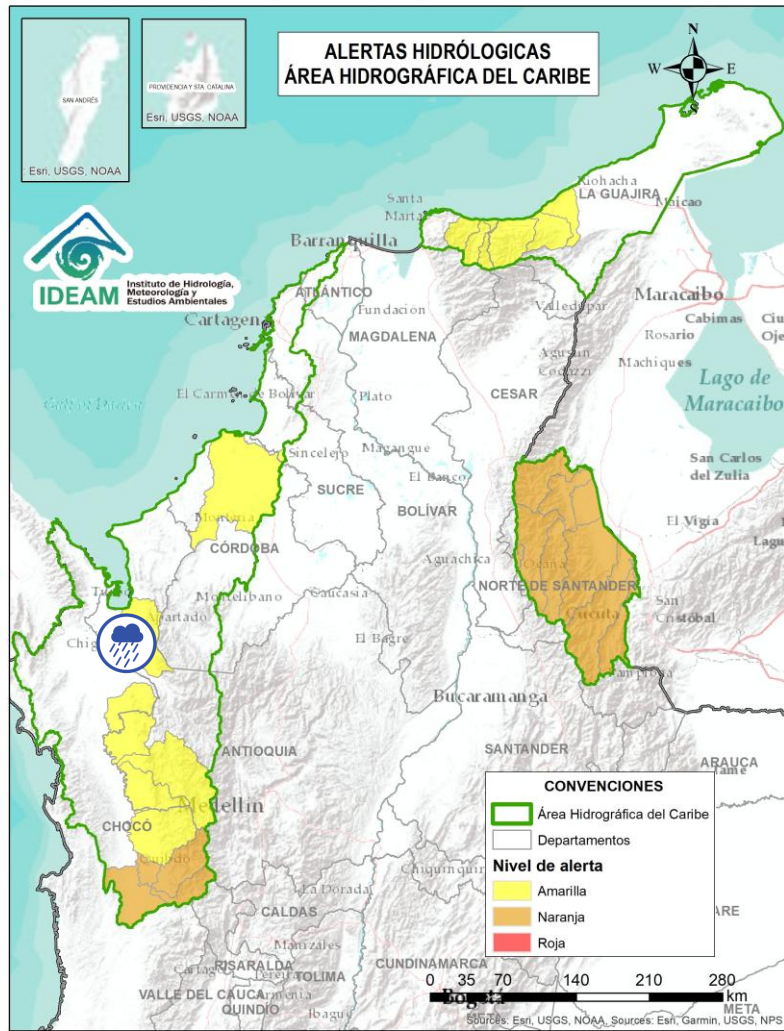 ALERTAS HIDRÓLOGICAS
ÁREA HIDROGRÁFICA DEL CARIBE
N
W
E
S
SAN ANDRÉS
Esri, USGS, NOAA
PROVIDENCIA Y STA. CATALINA
Esri, USGS, NOAA
IDEAM
Instituto de Hidrología,
Meteorología y
Estudios Ambientales
Riohacha
LA GUAJIRA
Maicao
Santa
Marta
Barranquilla
ATLÁNTICO
Fundación
Valledupar
Maracaibo
Cabimas
Cartagena
MAGDALENA
Rosario
Agustín
Codazzi
Machiques
CESAR
Lago de
Maracaibo
El Carmen de Bolívar
Plato
Sincelejo
Magangue
San Carlos
del Zulia
SUCRE
El Banco
BOLÍVAR
Montería
CÓRDOBA
El Vigía
Aguachica
Ocaña
NORTE DE SANTANDER
Montelibano
Caucasia
Cúcuta
San
Cristóbal
El Bagre
Bucaramanga
ANTIOQUIA
SANTANDER
ARAUCA
Medellín
CHOCÓ
Quibdo
La Dorada
CALDAS
Manizales
RISARALDA
TOLIMA
CUNDINAMARCA
VALLE DEL CAUCA
QUINDÍO
Ibagué
Bogotá
META
META
CONVENCIONES
Área Hidrográfica del Caribe
Departamentos
Nivel de alerta
Amarilla
Naranja
Roja
0 35 70 140 210 280
km
Sources: Esri, USGS, NOAA, Sources: Esri, Garmin, USGS, NPS